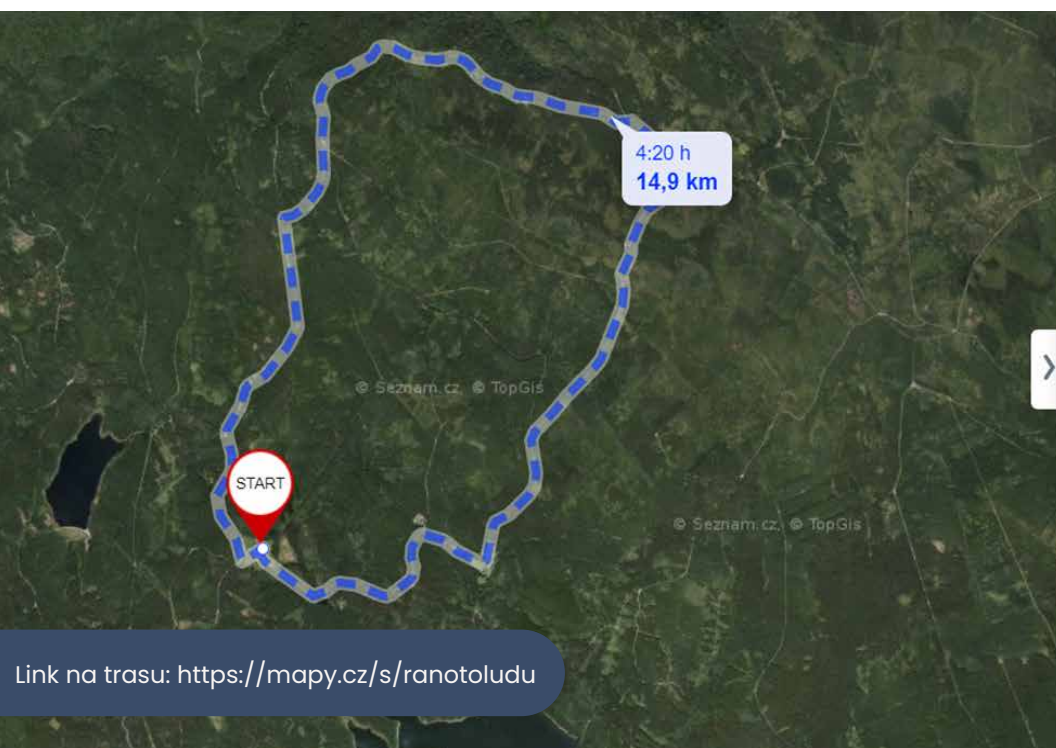 4:20 h
14,9 km
© Seznam.cz, © TopGis
START
© Seznam.cz, © TopGis
Link na trasu: https://mapy.cz/s/ranotoludu